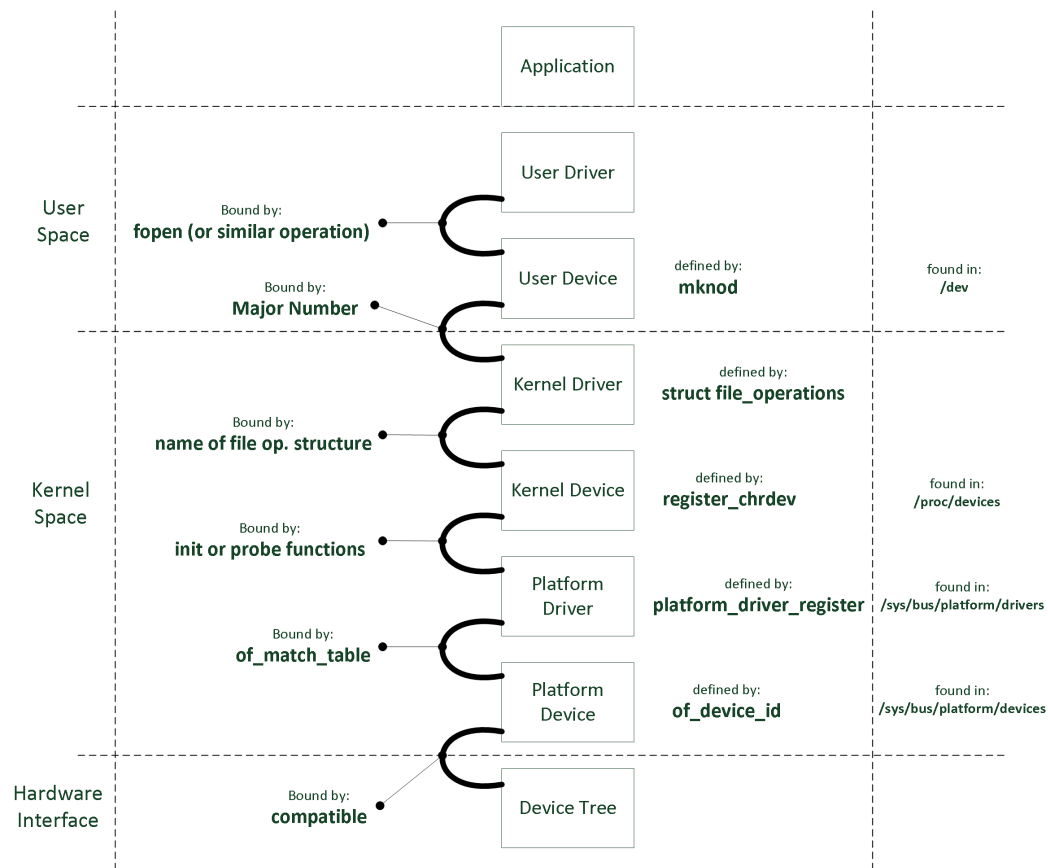 Application
User Driver
User
Space
Bound by:
fopen (or similar operation)
User Device
defined by:
mknod
found in:
/dev
Bound by:
Major Number
Kernel Driver
defined by:
struct file_operations
Bound by:
name of file op. structure
Kernel
Space
Kernel Device
defined by:
register_chrdev
found in:
/proc/devices
Bound by:
init or probe functions
Platform
Driver
defined by:
platform_driver_register
found in:
/sys/bus/platform/drivers
Bound by:
of_match_table
Platform
Device
defined by:
of_device_id
found in:
/sys/bus/platform/devices
Hardware
Interface
Bound by:
compatible
Device Tree